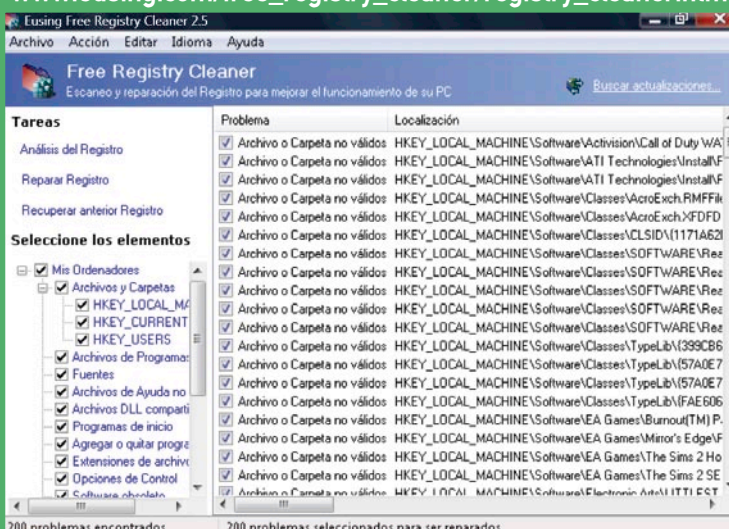 Eusing Free Registry Cleaner 2.5
Archivo Acción Editar Idioma Ayuda
Free Registry Cleaner
Escaneo y reparación del Registro para mejorar el funcionamiento de su PC
Buscar actualizaciones...
Tareas
Análisis del Registro
Reparar Registro
Recuperar anterior Registro
Seleccione los elementos
Mis Ordenadores
Archivos y Carpetas
HKEY_LOCAL_MA
HKEY_CURRENT
HKEY_USERS
Archivos de Programas
Fuentes
Archivos de Ayuda no
Archivos DLL comparti
Programas de inicio
Agregar o quitar progra
Extensiones de archivo
Opciones de Control
Software obsoleto
Problema Localización
Archivo o Carpeta no válidos HKEY_LOCAL_MACHINE\Software\Activision\Call of Duty WA
Archivo o Carpeta no válidos HKEY_LOCAL_MACHINE\Software\ATI Technologies\Install\F
Archivo o Carpeta no válidos HKEY_LOCAL_MACHINE\Software\ATI Technologies\Install\F
Archivo o Carpeta no válidos HKEY_LOCAL_MACHINE\Software\Classes\AcroExch.RMFFile
Archivo o Carpeta no válidos HKEY_LOCAL_MACHINE\Software\Classes\AcroExch.XFDFD
Archivo o Carpeta no válidos HKEY_LOCAL_MACHINE\Software\Classes\CLSID\{1171A62
Archivo o Carpeta no válidos HKEY_LOCAL_MACHINE\Software\Classes\SOFTWARE\Rea
Archivo o Carpeta no válidos HKEY_LOCAL_MACHINE\Software\Classes\SOFTWARE\Rea
Archivo o Carpeta no válidos HKEY_LOCAL_MACHINE\Software\Classes\SOFTWARE\Rea
Archivo o Carpeta no válidos HKEY_LOCAL_MACHINE\Software\Classes\SOFTWARE\Rea
Archivo o Carpeta no válidos HKEY_LOCAL_MACHINE\Software\Classes\TypeLib\{399CB6
Archivo o Carpeta no válidos HKEY_LOCAL_MACHINE\Software\Classes\TypeLib\{57A0E7
Archivo o Carpeta no válidos HKEY_LOCAL_MACHINE\Software\Classes\TypeLib\{57A0E7
Archivo o Carpeta no válidos HKEY_LOCAL_MACHINE\Software\Classes\TypeLib\{FAE606
Archivo o Carpeta no válidos HKEY_LOCAL_MACHINE\Software\EA Games\Burnout(TM) P
Archivo o Carpeta no válidos HKEY_LOCAL_MACHINE\Software\EA Games\Mirror's Edge\F
Archivo o Carpeta no válidos HKEY_LOCAL_MACHINE\Software\EA Games\The Sims 2 Ho
Archivo o Carpeta no válidos HKEY_LOCAL_MACHINE\Software\EA Games\The Sims 2 SE
Archivo o Carpeta no válidos HKEY_LOCAL_MACHINE\Software\Electronic Arts\LITTLEST
200 problemas encontrados 200 problemas seleccionados para ser reparados